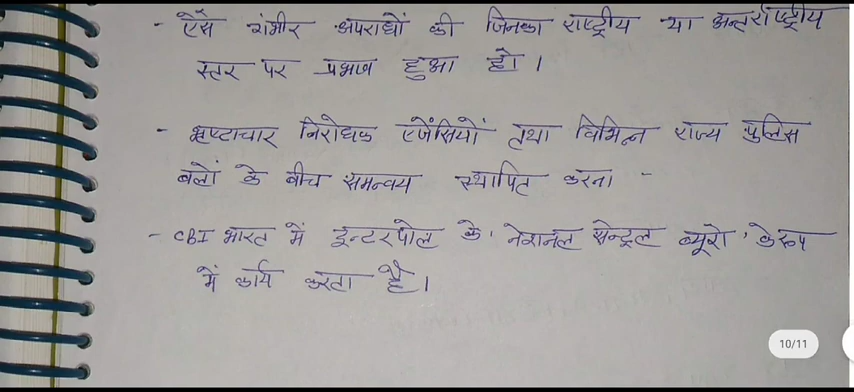 - ऐसे गंभीर अपराधों की जिनका राष्ट्रीय या अन्तर्राष्ट्रीय
स्तर पर प्रभाव हुआ हो।
- भ्रष्टाचार निरोधक एजेंसियों तथा विभिन्न राज्य पुलिस
बलों के बीच समन्वय स्थापित करना -
- CBI भारत में इन्टरपोल के 'नेशनल सेन्ट्रल ब्यूरो' के रूप
में कार्य करता है।
10/11